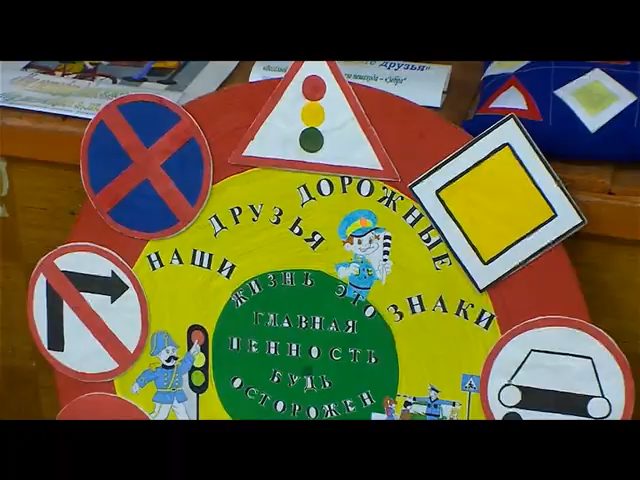 друзья"
НАШИ ДРУЗЬЯ ДОРОЖНЫЕ ЗНАКИ
ЖИЗНЬ ЭТО
ГЛАВНАЯ
ЦЕННОСТЬ
БУДЬ
ОСТОРОЖЕН
А